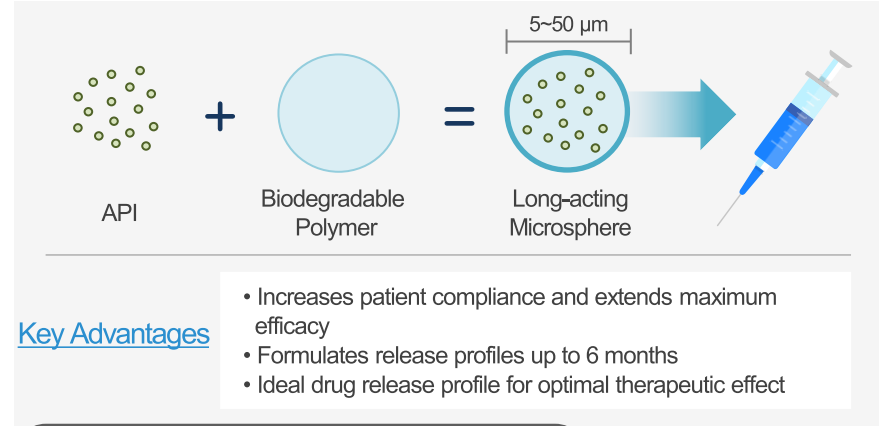 5~50 μm
+
=
API
Biodegradable
Polymer
Long-acting
Microsphere
Key Advantages
• Increases patient compliance and extends maximum
efficacy
• Formulates release profiles up to 6 months
• Ideal drug release profile for optimal therapeutic effect